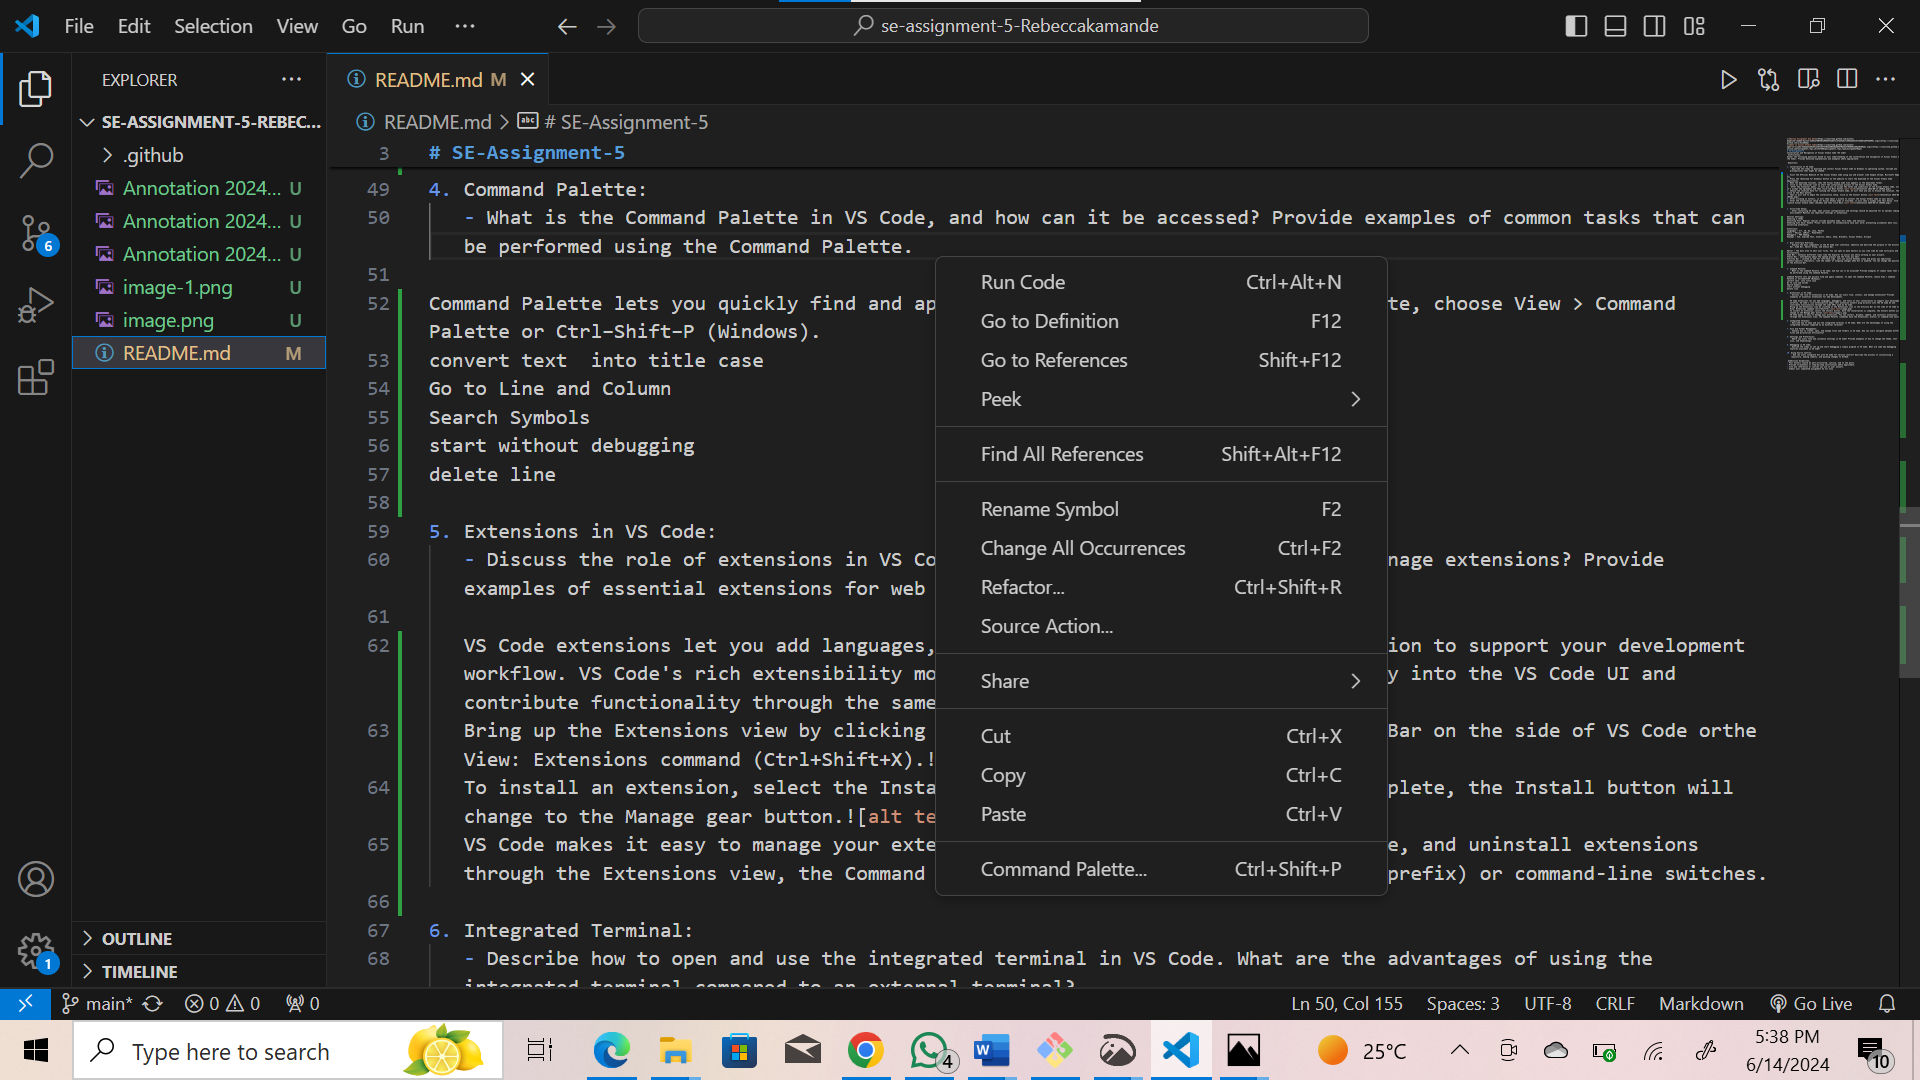 File Edit Selection View Go Run ··· se-assignment-5-Rebeccakamande
EXPLORER ···
README.md M
SE-ASSIGNMENT-5-REBEC...
.github
Annotation 2024... U
Annotation 2024... U
Annotation 2024... U
image-1.png U
image.png U
README.md M
OUTLINE
TIMELINE
6
1
README.md > # SE-Assignment-5
3 # SE-Assignment-5
49 4. Command Palette:
50 - What is the Command Palette in VS Code, and how can it be accessed? Provide examples of common tasks that can
be performed using the Command Palette.
51
52 Command Palette lets you quickly find and ap te, choose View > Command
Palette or Ctrl-Shift-P (Windows).
53 convert text  into title case
54 Go to Line and Column
55 Search Symbols
56 start without debugging
57 delete line
58
59 5. Extensions in VS Code:
60 - Discuss the role of extensions in VS Co nage extensions? Provide
examples of essential extensions for web
61
62 VS Code extensions let you add languages, ion to support your development
workflow. VS Code's rich extensibility mo y into the VS Code UI and
contribute functionality through the same
63 Bring up the Extensions view by clicking Bar on the side of VS Code orthe
View: Extensions command (Ctrl+Shift+X).!
64 To install an extension, select the Insta plete, the Install button will
change to the Manage gear button.![alt te
65 VS Code makes it easy to manage your exte e, and uninstall extensions
through the Extensions view, the Command prefix) or command-line switches.
66
67 6. Integrated Terminal:
68 - Describe how to open and use the integrated terminal in VS Code. What are the advantages of using the
integrated terminal compared to an external terminal?
Run Code Ctrl+Alt+N
Go to Definition F12
Go to References Shift+F12
Peek
Find All References Shift+Alt+F12
Rename Symbol F2
Change All Occurrences Ctrl+F2
Refactor... Ctrl+Shift+R
Source Action...
Share
Cut Ctrl+X
Copy Ctrl+C
Paste Ctrl+V
Command Palette... Ctrl+Shift+P
main* 0 0 0 Ln 50, Col 155 Spaces: 3 UTF-8 CRLF Markdown Go Live
Type here to search 4 W 25°C 5:38 PM
6/14/2024 10